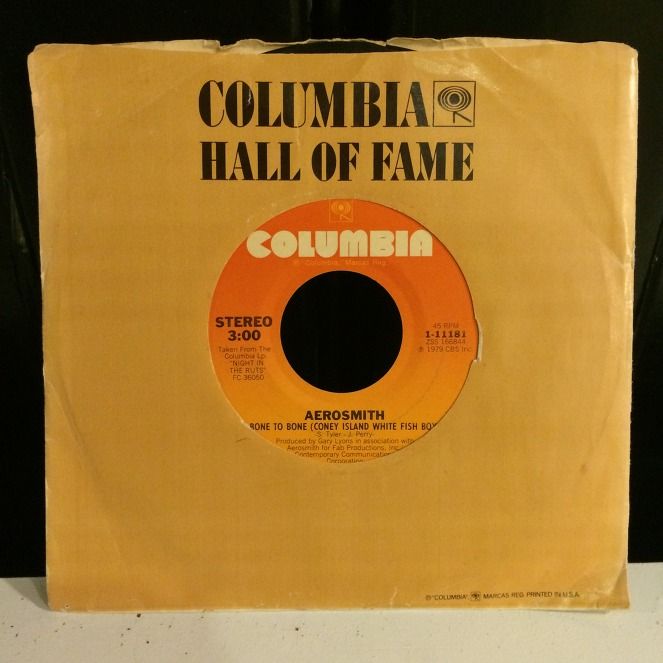 COLUMBIA
HALL OF FAME
COLUMBIA
® Columbia, Marcas Reg.
STEREO
3:00
Taken From The
Columbia Lp:
"NIGHT IN
THE RUTS"
FC 36050
45 RPM
1-11181
ZSS 166844
℗ 1979 CBS Inc.
AEROSMITH
BONE TO BONE (CONEY ISLAND WHITE FISH BOY
S. Tyler - J. Perry-
Produced by Gary Lyons in association with
Aerosmith for Fab Productions, Inc.
Contemporary Communications
Corporation
® "COLUMBIA" MARCAS REG. PRINTED IN U.S.A.